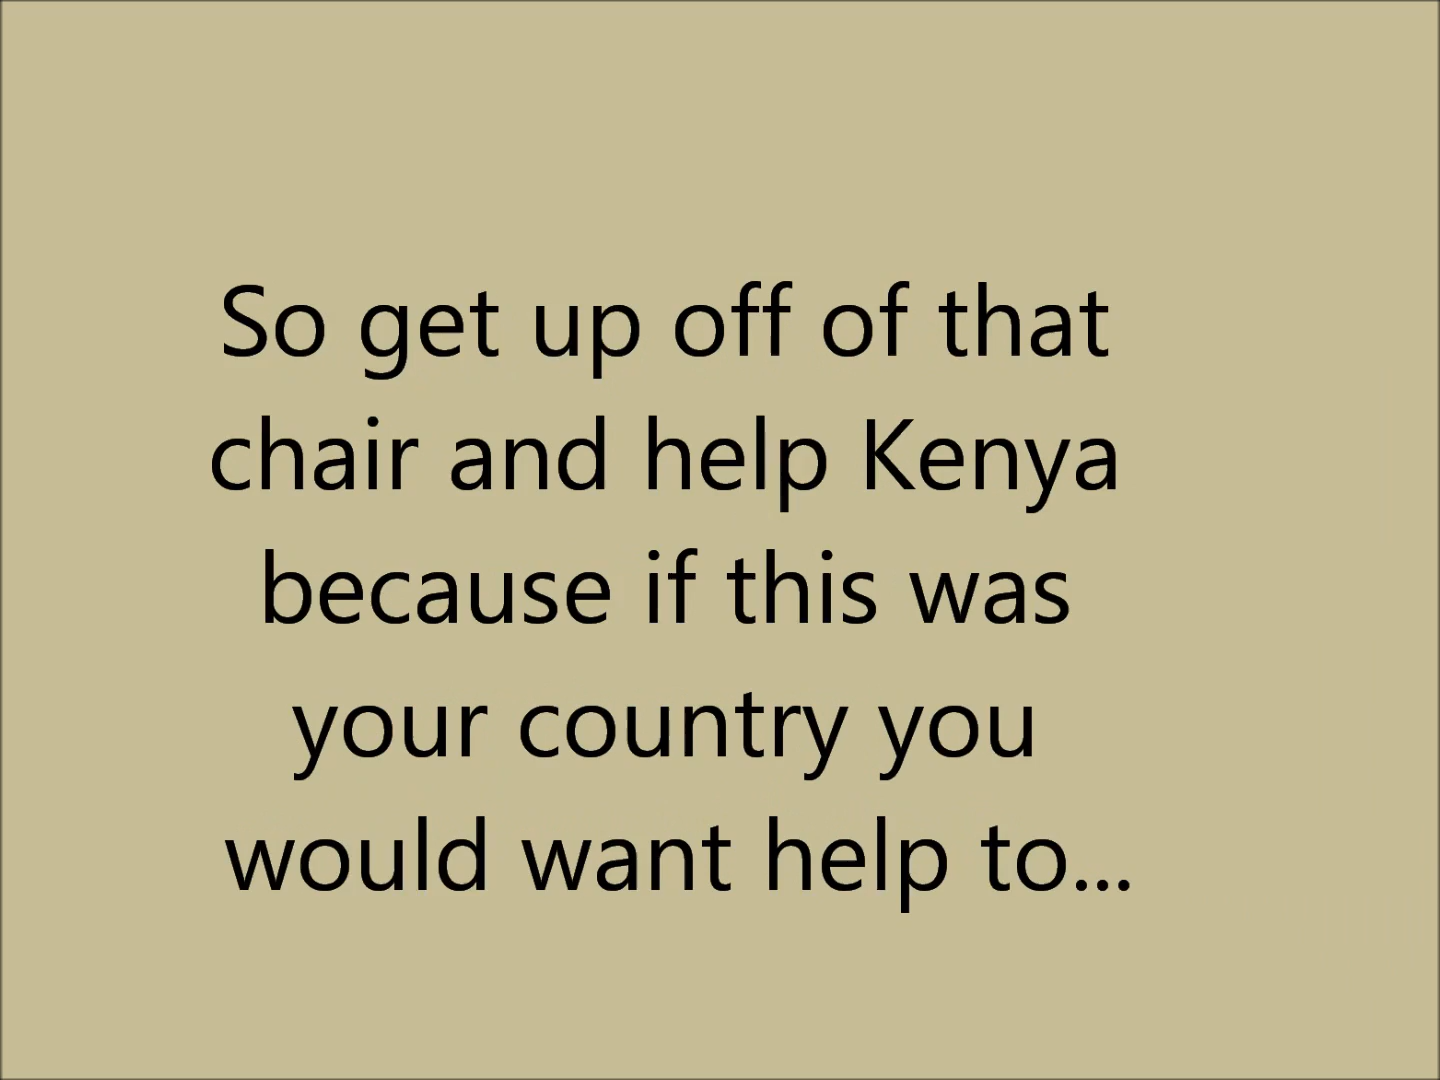 So get up off of that
chair and help Kenya
because if this was
your country you
would want help to...